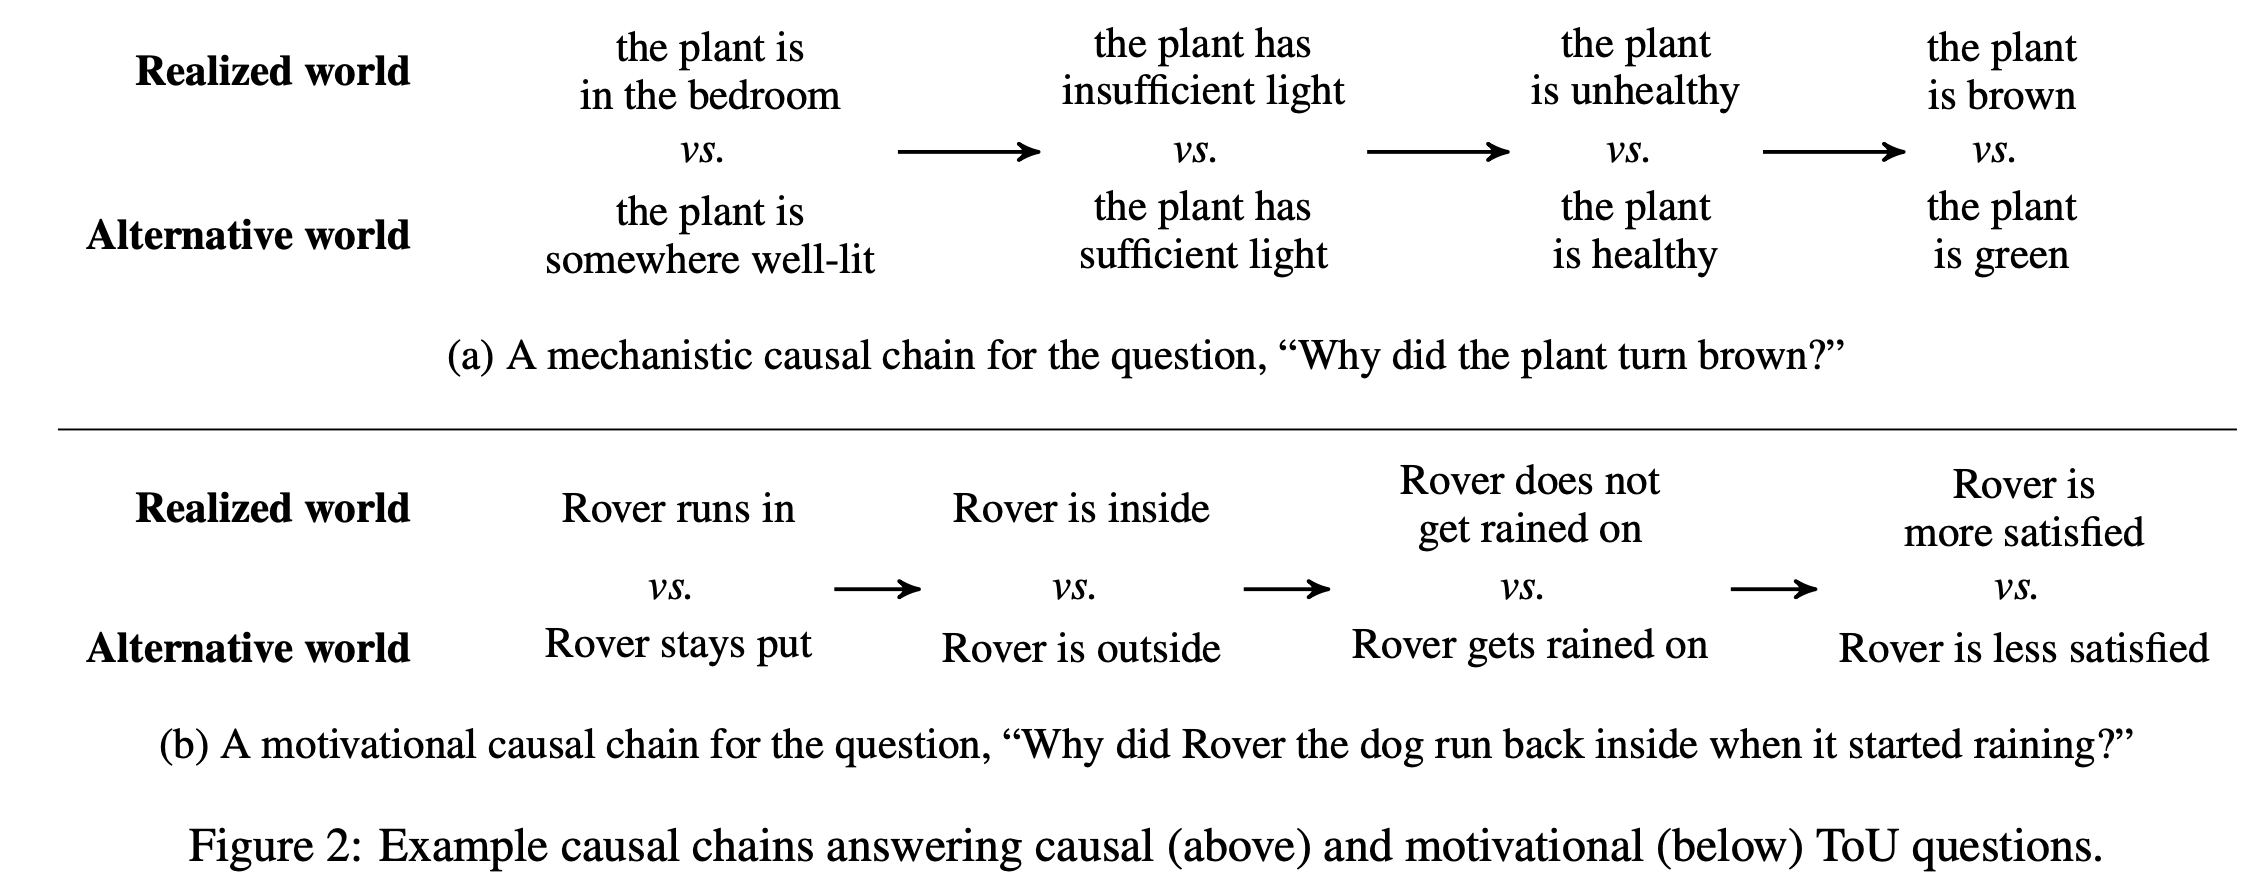 Realized world
the plant is
in the bedroom
vs.
the plant is
somewhere well-lit
the plant has
insufficient light
vs.
the plant has
sufficient light
the plant
is unhealthy
vs.
the plant
is healthy
the plant
is brown
vs.
the plant
is green
Alternative world
(a) A mechanistic causal chain for the question, “Why did the plant turn brown?”
Realized world
Rover runs in
vs.
Rover stays put
Rover is inside
vs.
Rover is outside
Rover does not
get rained on
vs.
Rover gets rained on
Rover is
more satisfied
vs.
Rover is less satisfied
Alternative world
(b) A motivational causal chain for the question, “Why did Rover the dog run back inside when it started raining?”
Figure 2: Example causal chains answering causal (above) and motivational (below) ToU questions.